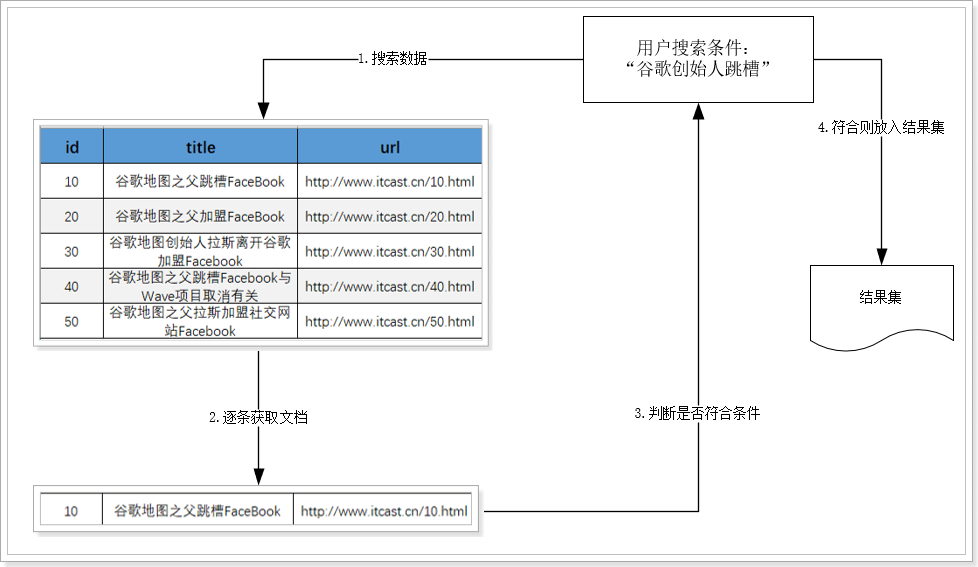 用户搜索条件：
“谷歌创始人跳槽”
1.搜索数据
4.符合则放入结果集
id title url
10 谷歌地图之父跳槽FaceBook http://www.itcast.cn/10.html
20 谷歌地图之父加盟FaceBook http://www.itcast.cn/20.html
30 谷歌地图创始人拉斯离开谷歌 http://www.itcast.cn/30.html
加盟Facebook
40 谷歌地图之父跳槽Facebook与 http://www.itcast.cn/40.html
Wave项目取消有关
50 谷歌地图之父拉斯加盟社交网 http://www.itcast.cn/50.html
站Facebook
结果集
2.逐条获取文档
3.判断是否符合条件
10 谷歌地图之父跳槽FaceBook http://www.itcast.cn/10.html